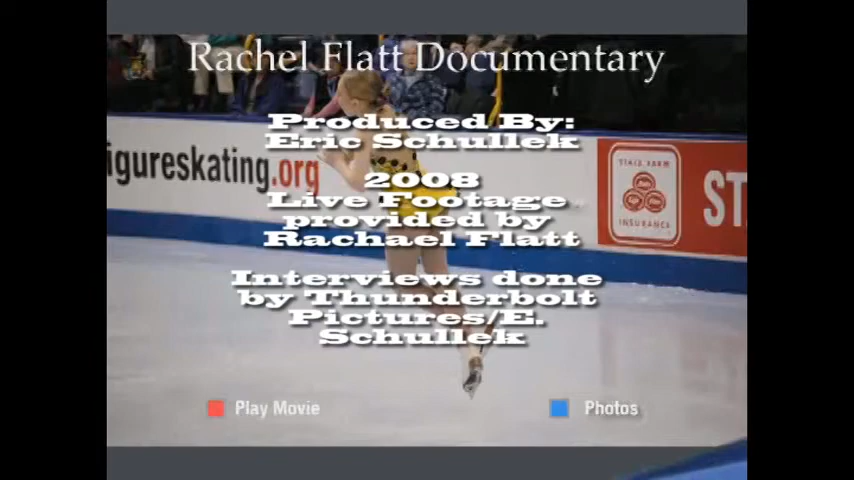 Rachel Flatt Documentary
Produced By:
Eric Schullek
2008
Live Footage
provided by
Rachael Flatt
Interviews done
by Thunderbolt
Pictures/E.
Schullek
figureskating.org
STATE FARM
INSURANCE
ST
Play Movie
Photos